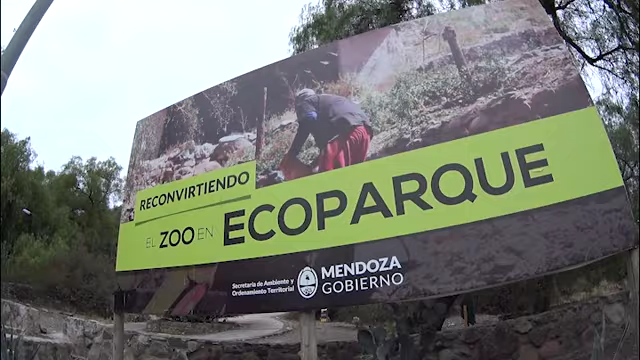 RECONVIRTIENDO
EL ZOO EN ECOPARQUE
Secretaría de Ambiente y
Ordenamiento Territorial
MENDOZA
GOBIERNO